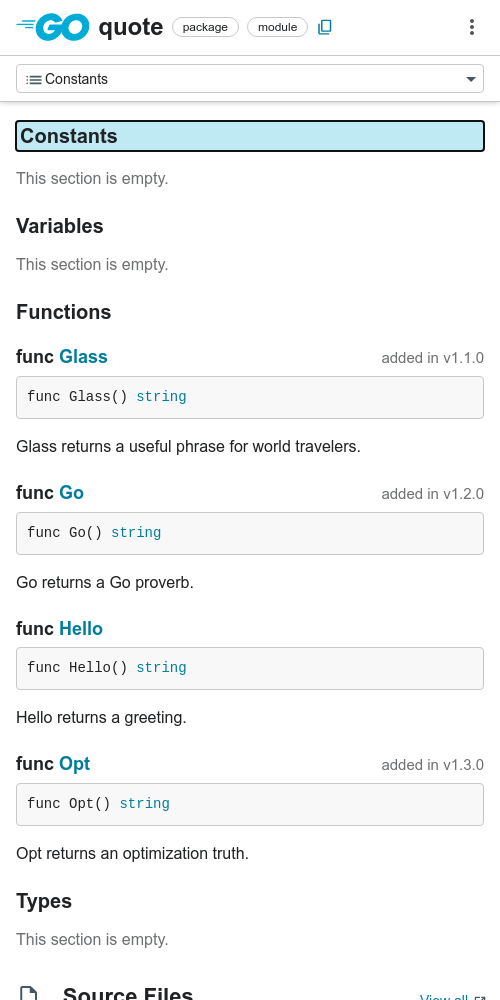 GO quote package module
Constants
Constants
This section is empty.
Variables
This section is empty.
Functions
func Glass added in v1.1.0
func Glass() string
Glass returns a useful phrase for world travelers.
func Go added in v1.2.0
func Go() string
Go returns a Go proverb.
func Hello
func Hello() string
Hello returns a greeting.
func Opt added in v1.3.0
func Opt() string
Opt returns an optimization truth.
Types
This section is empty.
Source Files View all